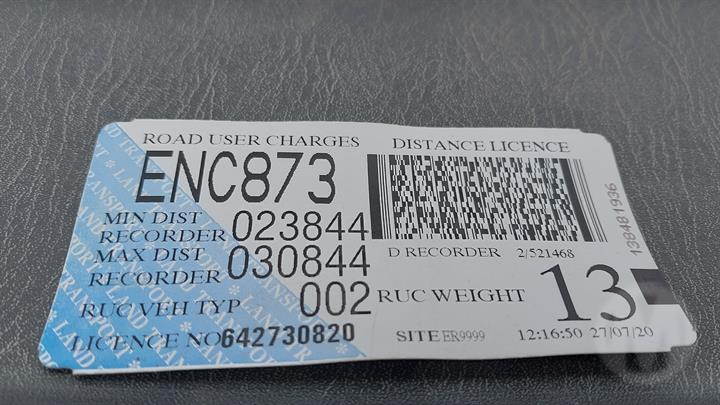 ROAD USER CHARGES DISTANCE LICENCE
ENC873
MIN DIST
RECORDER 023844
MAX DIST
RECORDER 030844
D RECORDER 2/521468
RUC VEH TYP 002 RUC WEIGHT 13
LICENCE NO 642730820 SITE ER9999 12:16:50 27/07/20
138481936
LAND TRANSPORT * LAND TRANSPORT